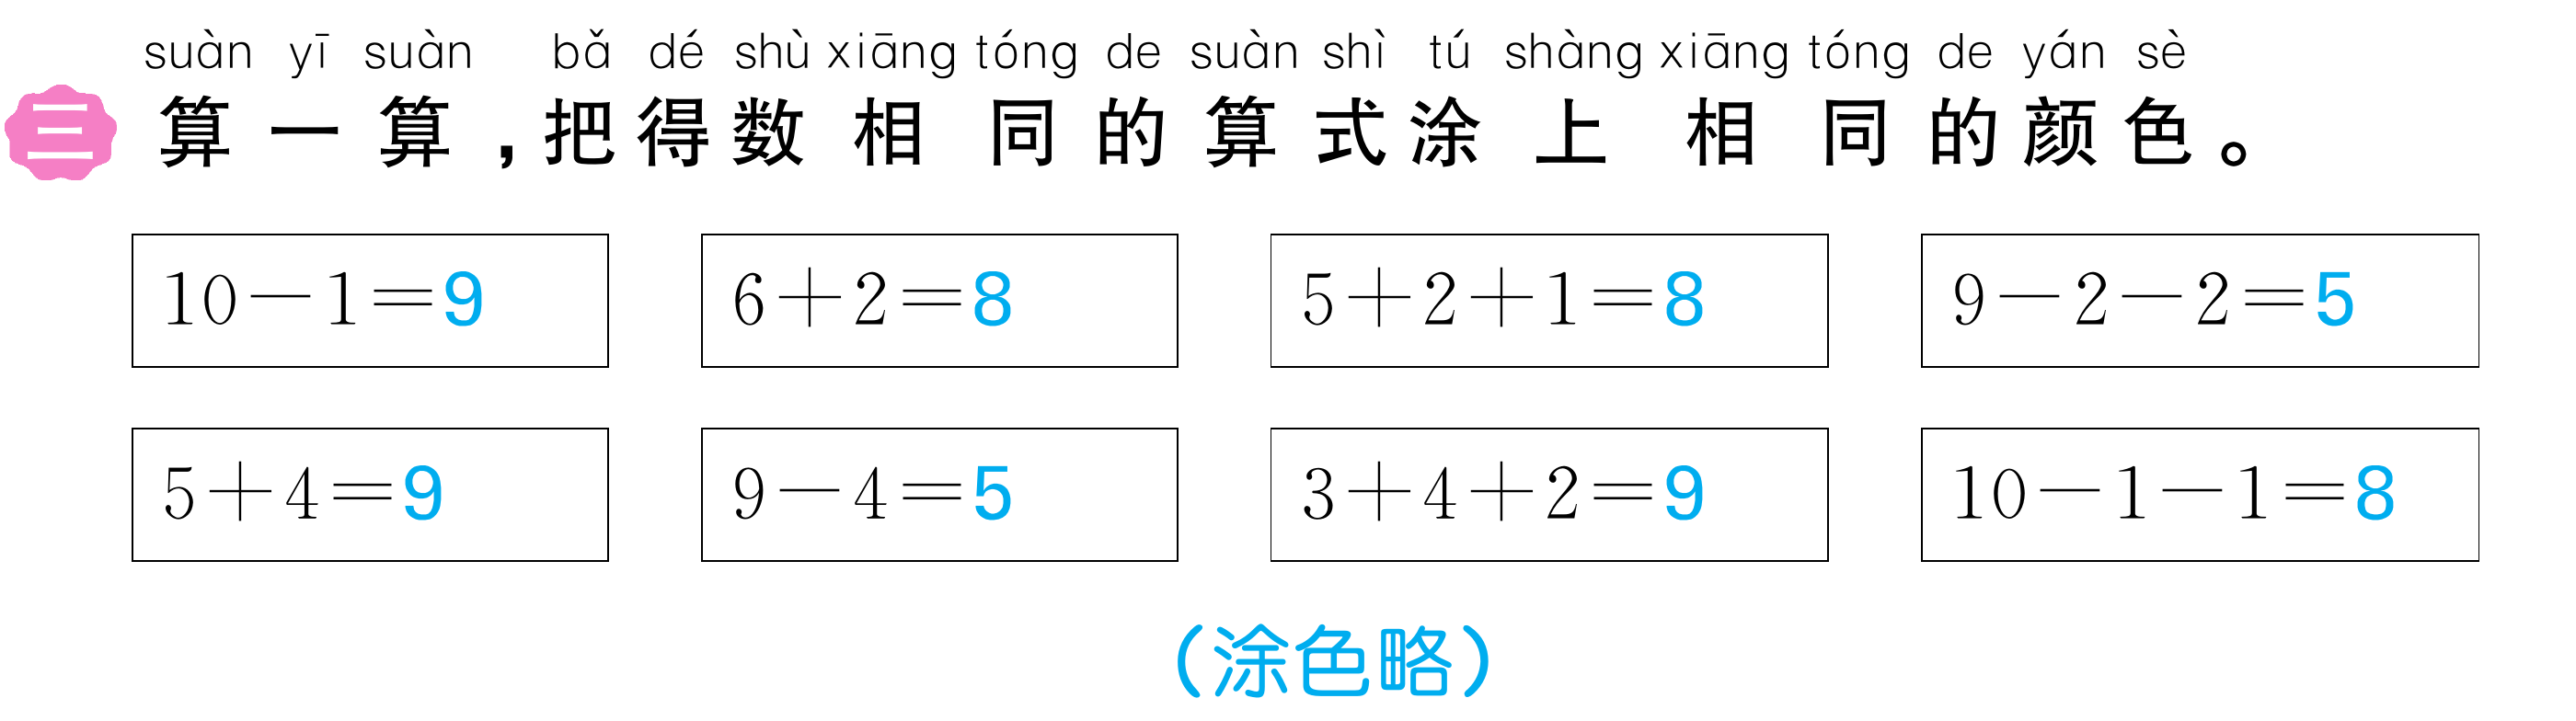 suàn yī suàn bǎ dé shù xiāng tóng de suàn shì tú shàng xiāng tóng de yán sè
三 算一算,把得数相同的算式涂上相同的颜色。
10-1=9 6+2=8 5+2+1=8 9-2-2=5
5+4=9 9-4=5 3+4+2=9 10-1-1=8
(涂色略)